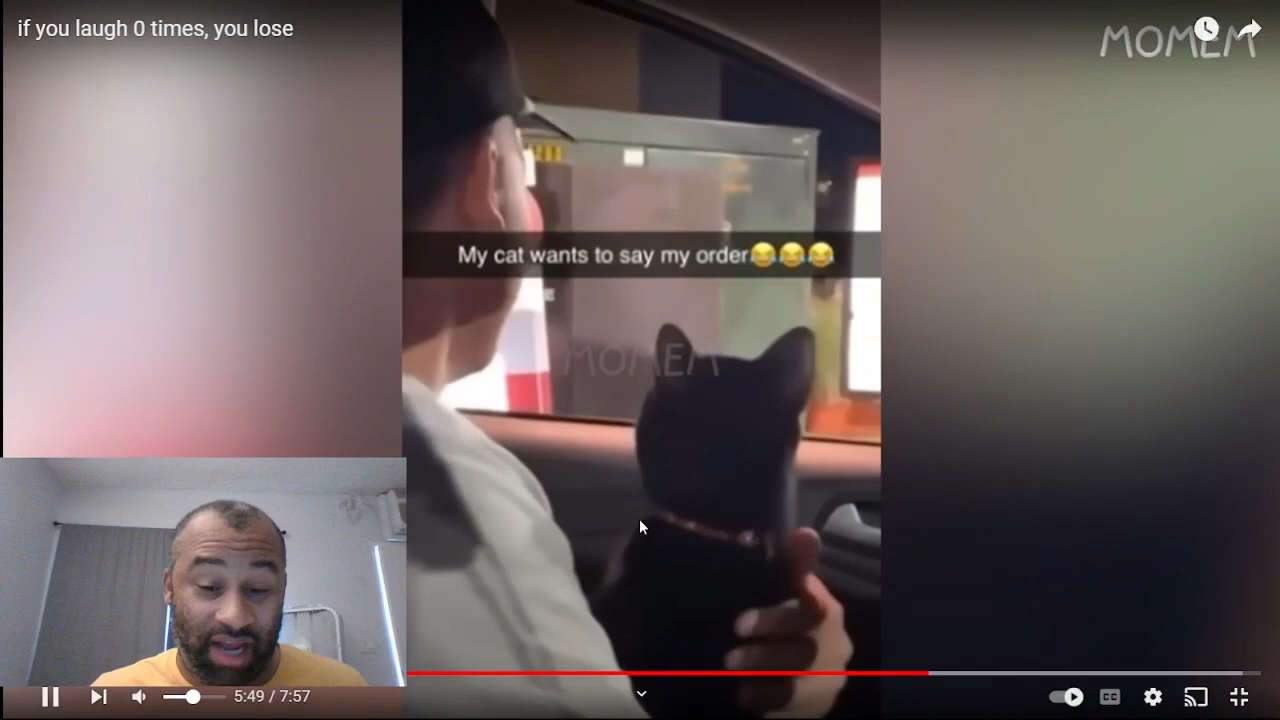 if you laugh 0 times, you lose
MOMEM
My cat wants to say my order😂😂😂
MOMEM
5:49 / 7:57
CC